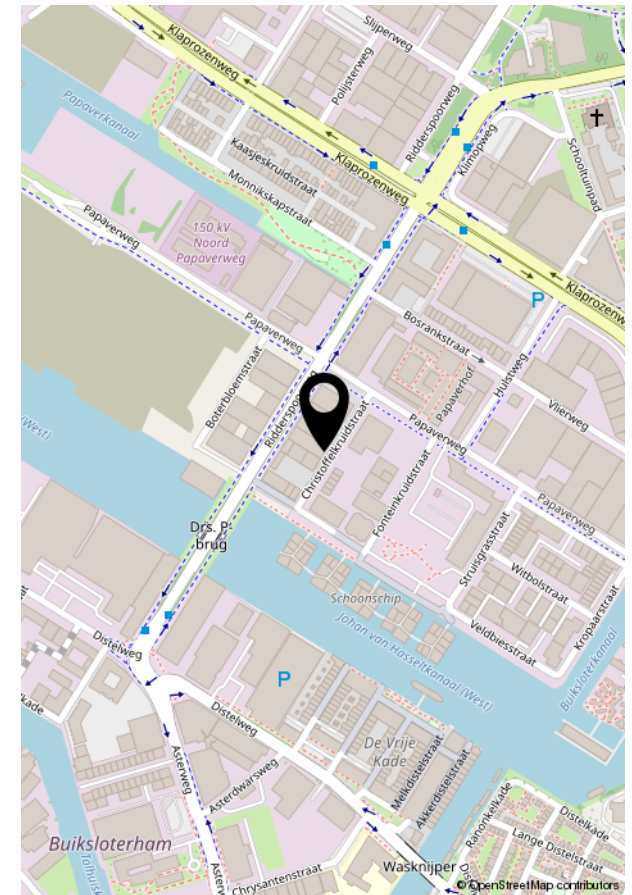 Slijperweg
Klaprozenweg
Polijsterweg
Ridderspoorweg
Papaverkanaal
Klimopweg
Schooltuinpad
Kaasjeskruidstraat
Klaprozenweg
Monnikskapstraat
150 kV
Noord
Papaverweg
Papaverweg
Klaprozenweg
P
Bosrankstraat
Papaverweg
Hulstweg
Boterbloemstraat
Papaverhof
Vlierweg
Papaverweg
(West)
Christoffelkruidstraat
Fonteinkruidstraat
Papaverweg
Drs. P.
brug
Struisgrasstraat
Witbolstraat
Schoonschip
Kropaarstraat
Johan van Hasseltkanaal (West)
Veldbiesstraat
Distelweg
Buiksloterkanaal
P
Distelweg
De Vrije
Kade
Asterweg
Melkdistelstraat
Akkerdistelstraat
Asterdwarsweg
Ranonkelkade
Distelkade
Buiksloterham
Lange Distelstraat
Wasknijper
Chrysantenstraat
© OpenStreetMap contributors